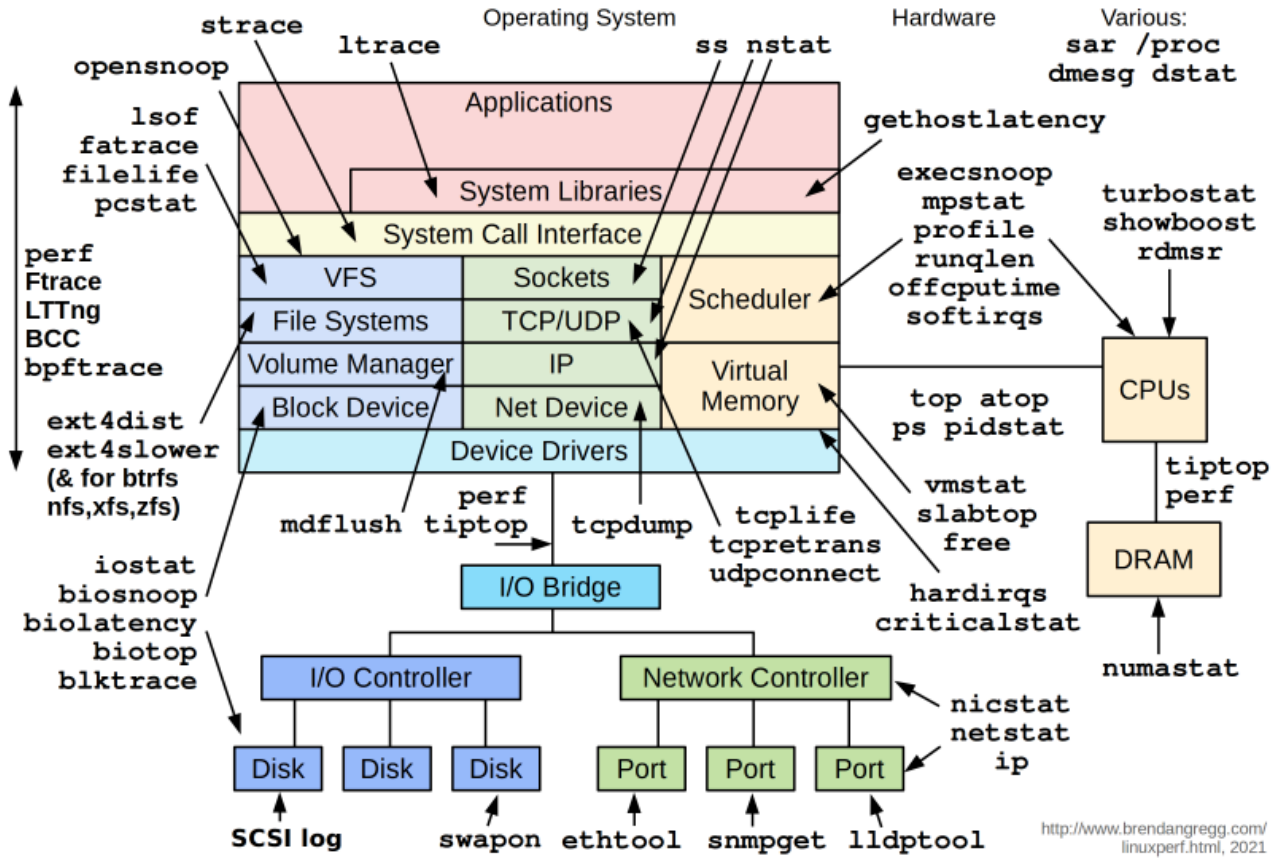 Operating System
Hardware
Various:
sar /proc
dmesg dstat
strace
ltrace
ss nstat
opensnoop
lsof
fatrace
filelife
pcstat
gethostlatency
Applications
System Libraries
System Call Interface
VFS
Sockets
Scheduler
File Systems
TCP/UDP
Volume Manager
IP
Virtual
Memory
Block Device
Net Device
Device Drivers
execsnoop
mpstat
profile
runqlen
offcputime
softirqs
turbostat
showboost
rdmsr
perf
Ftrace
LTTng
BCC
bpftrace
CPUs
top atop
ps pidstat
ext4dist
ext4slower
(& for btrfs
nfs,xfs,zfs)
tiptop
perf
vmstat
slabtop
free
mdflush
perf
tiptop
tcpdump
tcplife
tcpretrans
udpconnect
DRAM
iostat
biosnoop
biolatency
biotop
blktrace
I/O Bridge
hardirqs
criticalstat
numastat
I/O Controller
Network Controller
nicstat
netstat
ip
Disk
Disk
Disk
Port
Port
Port
SCSI log
swapon
ethtool
snmpget
lldptool
http://www.brendangregg.com/
linuxperf.html, 2021